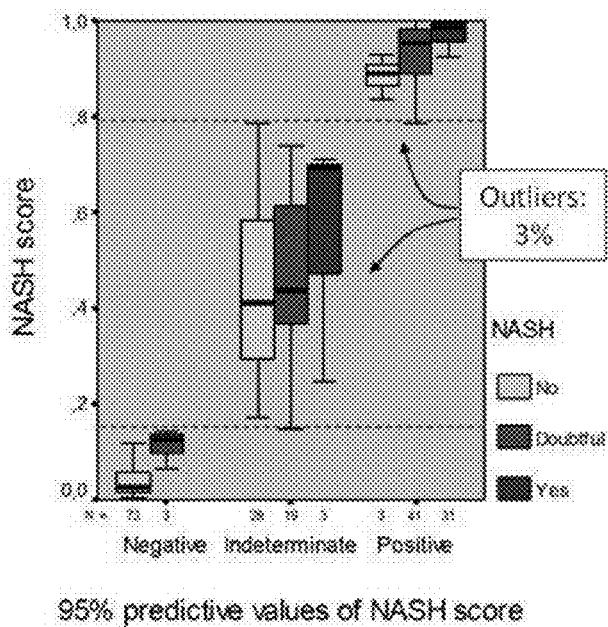 1,0
,8
,6
,4
,2
0,0
NASH score
Outliers:
3%
NASH
No
Doubtful
Yes
N = 72 3 28 19 3 3 41 31
Negative Indeterminate Positive
95% predictive values of NASH score